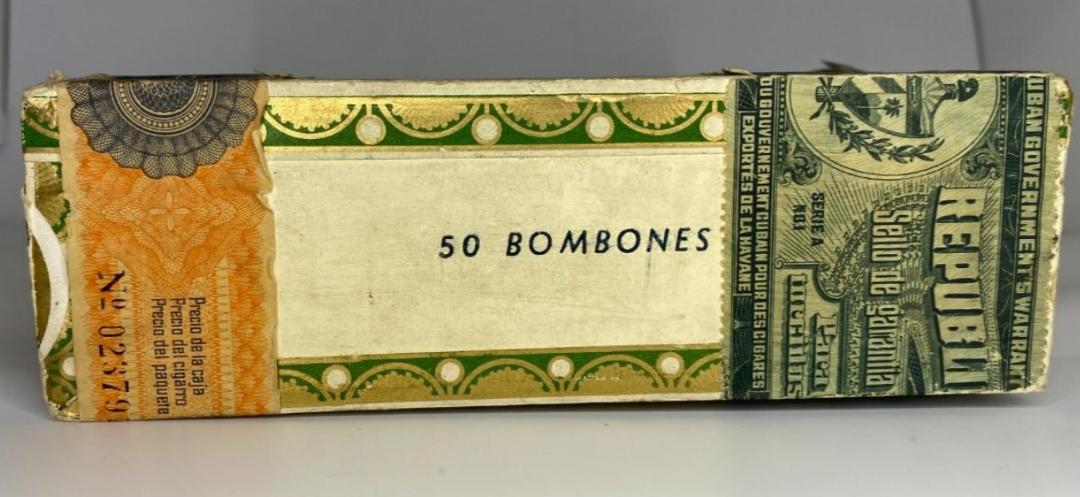 Nº 02379
Precio de la caja
Precio del cigarro
Precio del paquete
50 BOMBONES
DU GOUVERNEMENT CUBAIN POUR DES CIGARES
EXPORTÉS DE LA HAVANE
SERIE A
Sello de garantia
REPUBLI
UBAN GOVERNMENT'S WARRANT